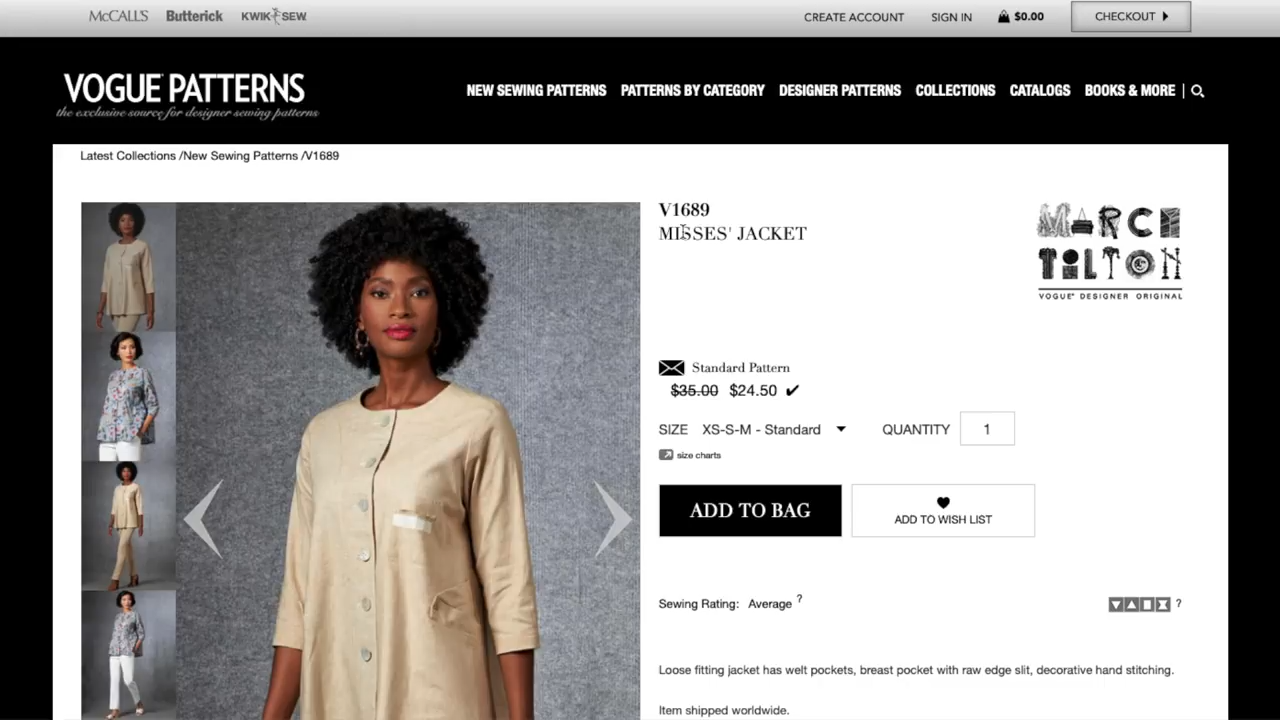 McCALL'S Butterick KWIK SEW CREATE ACCOUNT SIGN IN $0.00 CHECKOUT
VOGUE PATTERNS
the exclusive source for designer sewing patterns
NEW SEWING PATTERNS PATTERNS BY CATEGORY DESIGNER PATTERNS COLLECTIONS CATALOGS BOOKS & MORE
Latest Collections /New Sewing Patterns /V1689
V1689
MISSES' JACKET
MARCY TILTON
VOGUE® DESIGNER ORIGINAL
Standard Pattern
$35.00 $24.50 ✔
SIZE XS-S-M - Standard QUANTITY 1
size charts
ADD TO BAG
ADD TO WISH LIST
Sewing Rating: Average ? ?
Loose fitting jacket has welt pockets, breast pocket with raw edge slit, decorative hand stitching.
Item shipped worldwide.